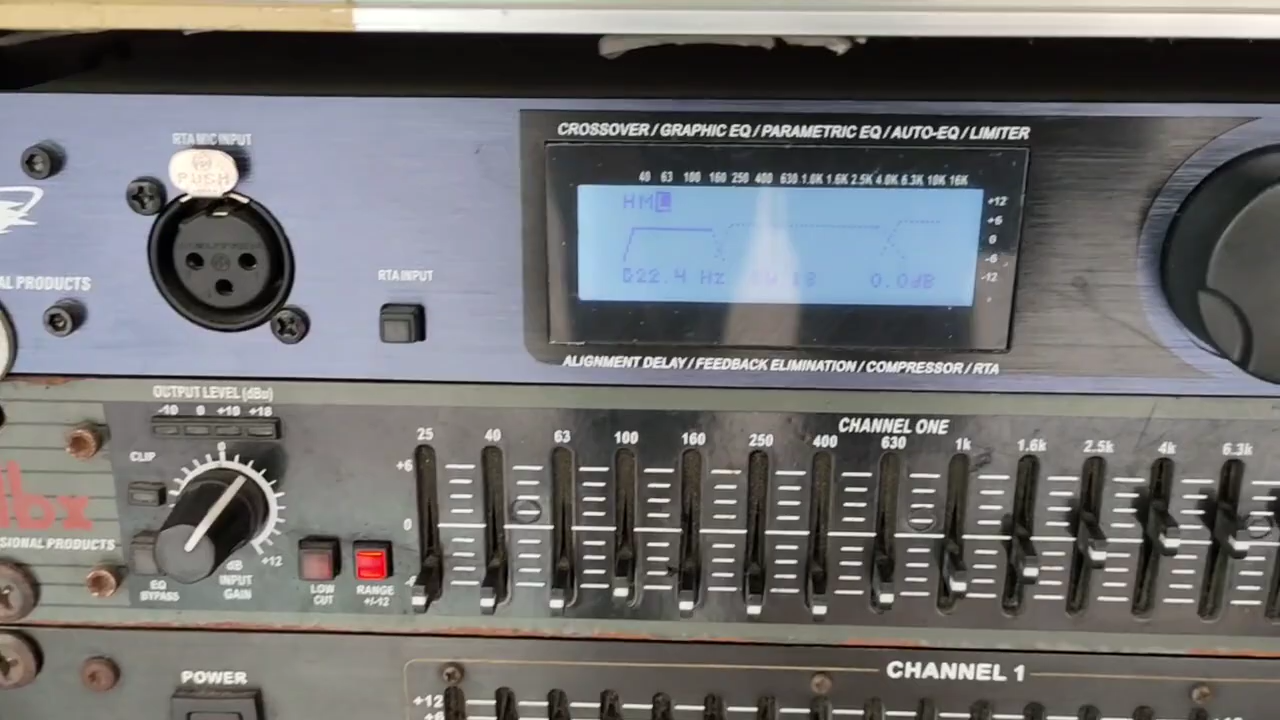 RTA MIC INPUT
PUSH
AL PRODUCTS
RTA INPUT
CROSSOVER / GRAPHIC EQ / PARAMETRIC EQ / AUTO-EQ / LIMITER
40 63 100 160 250 400 630 1.0K 1.6K 2.5K 4.0K 6.3K 10K 16K
HML
22.4 Hz
0.0dB
+12
+6
0
-6
-12
ALIGNMENT DELAY / FEEDBACK ELIMINATION / COMPRESSOR / RTA
OUTPUT LEVEL (dBu)
-10 0 +10 +18
CLIP
0
dbx
SIONAL PRODUCTS
EQ
BYPASS
dB
+12
INPUT
GAIN
LOW
CUT
RANGE
+/-12
CHANNEL ONE
25 40 63 100 160 250 400 630 1k 1.6k 2.5k 4k 6.3k
+6
0
POWER
CHANNEL 1
+12
+6